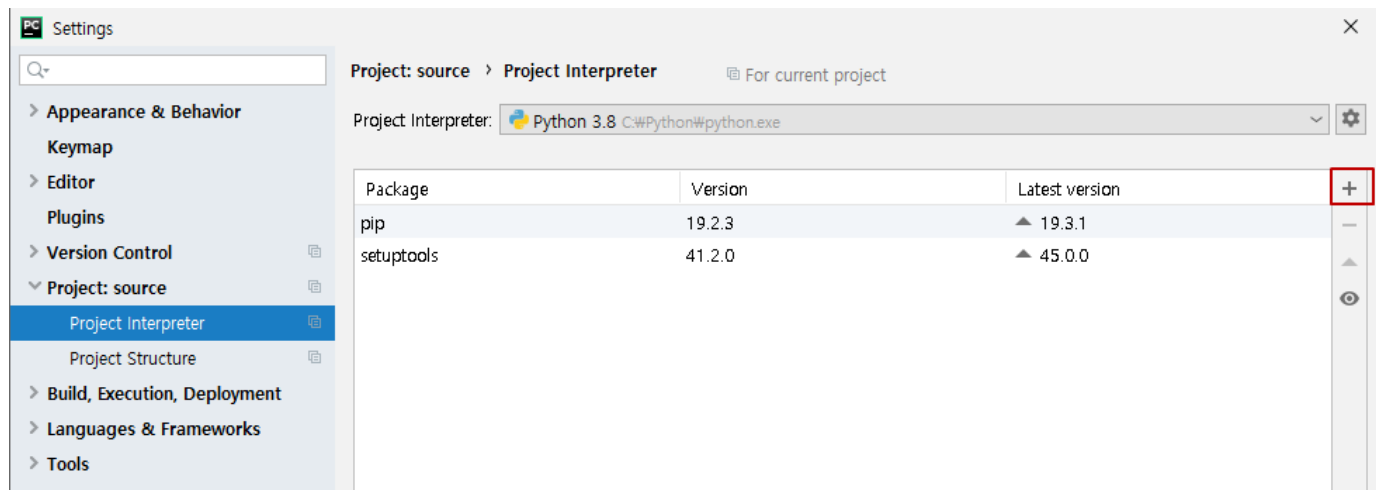 PC Settings
Project: source > Project Interpreter For current project
Appearance & Behavior
Project Interpreter: Python 3.8 C:₩Python₩python.exe
Keymap
Editor
Package Version Latest version
Plugins
pip 19.2.3 19.3.1
Version Control
setuptools 41.2.0 45.0.0
Project: source
Project Interpreter
Project Structure
Build, Execution, Deployment
Languages & Frameworks
Tools